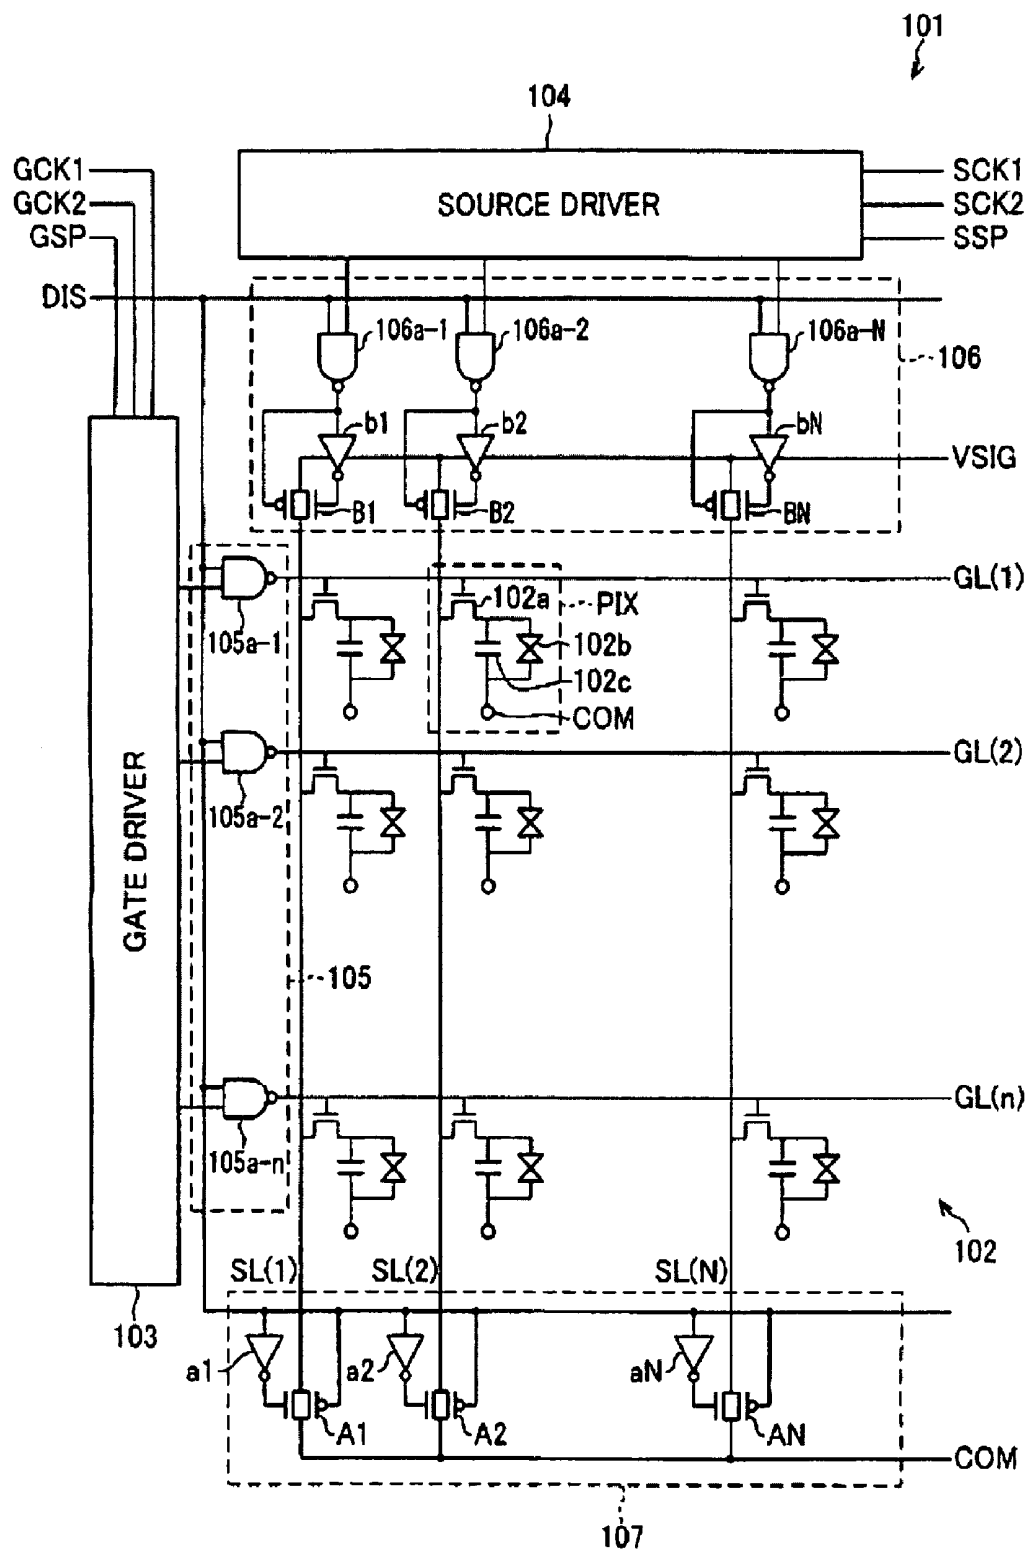 101
104
GCK1
GCK2
GSP
DIS
SOURCE DRIVER
SCK1
SCK2
SSP
106a-1
106a-2
106a-N
106
b1
b2
bN
VSIG
B1
B2
BN
GL(1)
102a
PIX
105a-1
102b
102c
COM
GL(2)
105a-2
GATE DRIVER
105
GL(n)
105a-n
102
SL(1)
SL(2)
SL(N)
103
a1
a2
aN
A1
A2
AN
COM
107